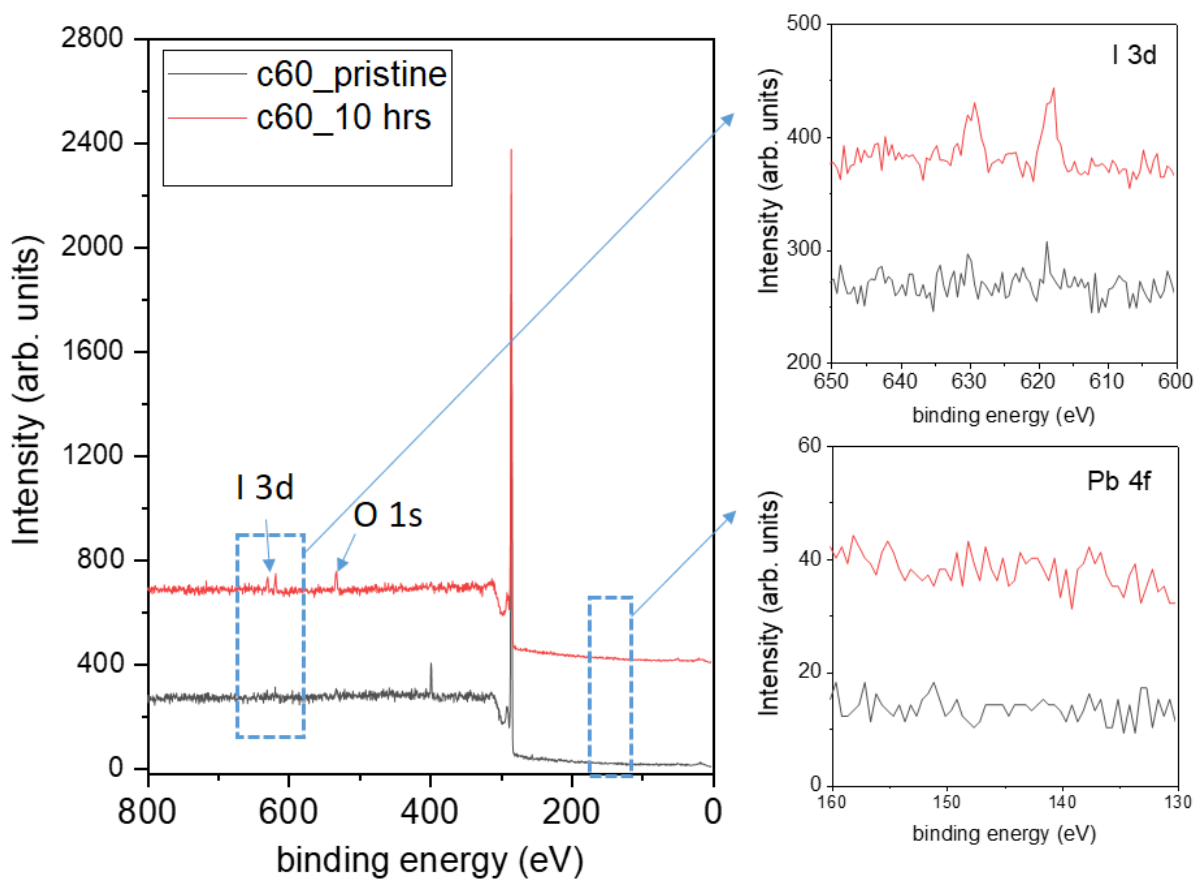 2800
2400
2000
1600
1200
800
400
0
800
600
400
200
0
Intensity (arb. units)
binding energy (eV)
c60_pristine
c60_10 hrs
I 3d
O 1s
500
400
300
200
650
640
630
620
610
600
Intensity (arb. units)
binding energy (eV)
I 3d
60
40
20
0
160
150
140
130
Intensity (arb. units)
binding energy (eV)
Pb 4f